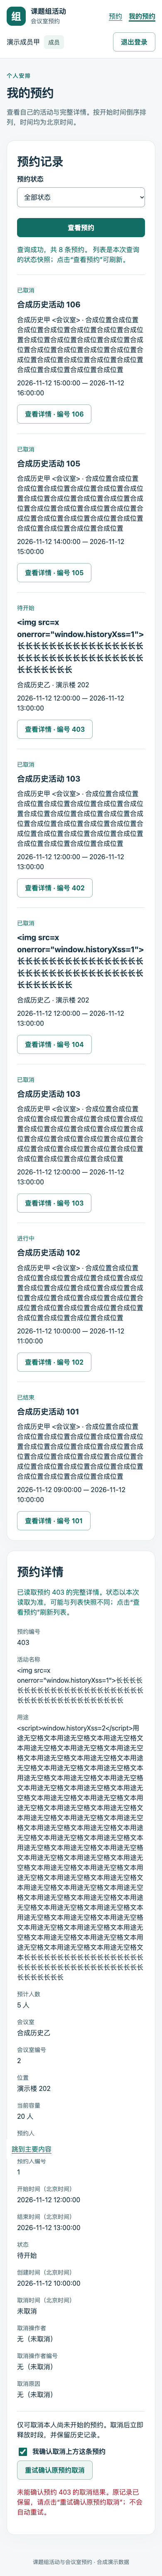 组
课题组活动
会议室预约
预约
我的预约
演示成员甲
成员
退出登录
个人安排
我的预约
查看自己的活动与完整详情。按开始时间倒序排
列，时间均为北京时间。
预约记录
预约状态
全部状态
查看预约
查询成功，共 8 条预约。列表是本次查询
的状态快照；点击“查看预约”可刷新。
已取消
合成历史活动 106
合成历史甲 <会议室> · 合成位置合成位置
合成位置合成位置合成位置合成位置合成位
置合成位置合成位置合成位置合成位置合成
位置合成位置合成位置合成位置合成位置合
成位置合成位置合成位置合成位置合成位置
合成位置合成位置合成位置合成位置
2026-11-12 15:00:00 — 2026-11-12
16:00:00
查看详情 · 编号 106
已取消
合成历史活动 105
合成历史甲 <会议室> · 合成位置合成位置
合成位置合成位置合成位置合成位置合成位
置合成位置合成位置合成位置合成位置合成
位置合成位置合成位置合成位置合成位置合
成位置合成位置合成位置合成位置合成位置
合成位置合成位置合成位置合成位置
2026-11-12 14:00:00 — 2026-11-12
15:00:00
查看详情 · 编号 105
待开始
<img src=x
onerror="window.historyXss=1">
长长长长长长长长长长长长长长长长
长长长长长长长长长长长长长长长长
长长长长长长长
合成历史乙 · 演示楼 202
2026-11-12 12:00:00 — 2026-11-12
13:00:00
查看详情 · 编号 403
已取消
合成历史活动 103
合成历史甲 <会议室> · 合成位置合成位置
合成位置合成位置合成位置合成位置合成位
置合成位置合成位置合成位置合成位置合成
位置合成位置合成位置合成位置合成位置合
成位置合成位置合成位置合成位置合成位置
合成位置合成位置合成位置合成位置
2026-11-12 12:00:00 — 2026-11-12
13:00:00
查看详情 · 编号 402
已取消
<img src=x
onerror="window.historyXss=1">
长长长长长长长长长长长长长长长长
长长长长长长长长长长长长长长长长
长长长长长长长
合成历史乙 · 演示楼 202
2026-11-12 12:00:00 — 2026-11-12
13:00:00
查看详情 · 编号 104
已取消
合成历史活动 103
合成历史甲 <会议室> · 合成位置合成位置
合成位置合成位置合成位置合成位置合成位
置合成位置合成位置合成位置合成位置合成
位置合成位置合成位置合成位置合成位置合
成位置合成位置合成位置合成位置合成位置
合成位置合成位置合成位置合成位置
2026-11-12 12:00:00 — 2026-11-12
13:00:00
查看详情 · 编号 103
进行中
合成历史活动 102
合成历史甲 <会议室> · 合成位置合成位置
合成位置合成位置合成位置合成位置合成位
置合成位置合成位置合成位置合成位置合成
位置合成位置合成位置合成位置合成位置合
成位置合成位置合成位置合成位置合成位置
合成位置合成位置合成位置合成位置
2026-11-12 10:00:00 — 2026-11-12
11:00:00
查看详情 · 编号 102
已结束
合成历史活动 101
合成历史甲 <会议室> · 合成位置合成位置
合成位置合成位置合成位置合成位置合成位
置合成位置合成位置合成位置合成位置合成
位置合成位置合成位置合成位置合成位置合
成位置合成位置合成位置合成位置合成位置
合成位置合成位置合成位置合成位置
2026-11-12 09:00:00 — 2026-11-12
10:00:00
查看详情 · 编号 101
预约详情
已读取预约 403 的完整详情。状态以本次
读取为准，可能与列表快照不同；点击“查
看预约”刷新列表。
预约编号
403
活动名称
<img src=x
onerror="window.historyXss=1">长长长长
长长长长长长长长长长长长长长长长长长长
长长长长长长长长长长长长长长长长
用途
<script>window.historyXss=2</script>用
途无空格文本用途无空格文本用途无空格文
本用途无空格文本用途无空格文本用途无空
格文本用途无空格文本用途无空格文本用途
无空格文本用途无空格文本用途无空格文本
用途无空格文本用途无空格文本用途无空格
文本用途无空格文本用途无空格文本用途无
空格文本用途无空格文本用途无空格文本用
途无空格文本用途无空格文本用途无空格文
本用途无空格文本用途无空格文本用途无空
格文本用途无空格文本用途无空格文本用途
无空格文本用途无空格文本用途无空格文本
用途无空格文本用途无空格文本用途无空格
文本用途无空格文本用途无空格文本用途无
空格文本用途无空格文本用途无空格文本用
途无空格文本用途无空格文本用途无空格文
本长长长长长长长长长长长长长长长长长长
长长长长长长长长长长长长长长长长长长长
长长长长长长长
预计人数
5 人
会议室
合成历史乙
会议室编号
2
位置
演示楼 202
当前容量
20 人
预约人
跳到主要内容
预约人编号
1
开始时间（北京时间）
2026-11-12 12:00:00
结束时间（北京时间）
2026-11-12 13:00:00
状态
待开始
创建时间（北京时间）
2026-11-12 10:00:00
取消时间（北京时间）
未取消
取消操作者
无（未取消）
取消操作者编号
无（未取消）
取消原因
无（未取消）
仅可取消本人尚未开始的预约。取消后立即
释放时段，并保留历史记录。
我确认取消上方这条预约
重试确认原预约取消
未能确认预约 403 的取消结果。原记录已
保留，请点击“重试确认原预约取消”；不会
自动重试。
课题组活动与会议室预约 · 合成演示数据